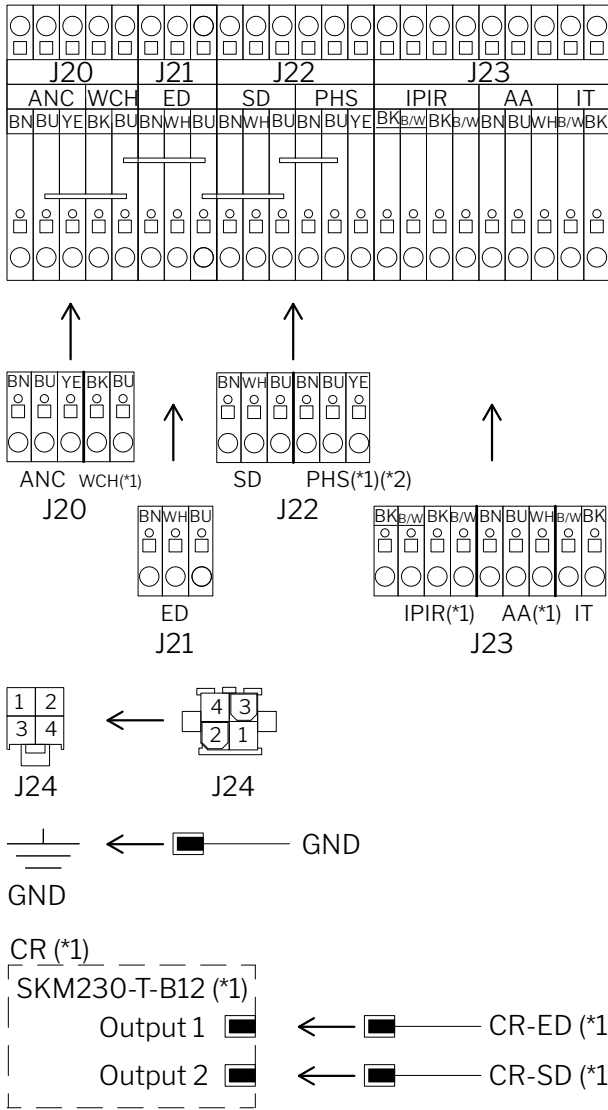 J20 J21 J22 J23
ANC WCH ED SD PHS IPIR AA IT
BN BU YE BK BU BN WH BU BN WH BU BN BU YE BK B/W BK B/W BN BU WH B/W BK
BN BU YE BK BU
BN WH BU BN BU YE
ANC WCH(*1)
SD PHS(*1)(*2)
J20
J22
BN WH BU
BK B/W BK B/W BN BU WH B/W BK
ED
IPIR(*1) AA(*1) IT
J21
J23
1 2
3 4
4 3
2 1
J24
J24
GND
GND
CR (*1)
SKM230-T-B12 (*1)
Output 1
CR-ED (*1
Output 2
CR-SD (*1